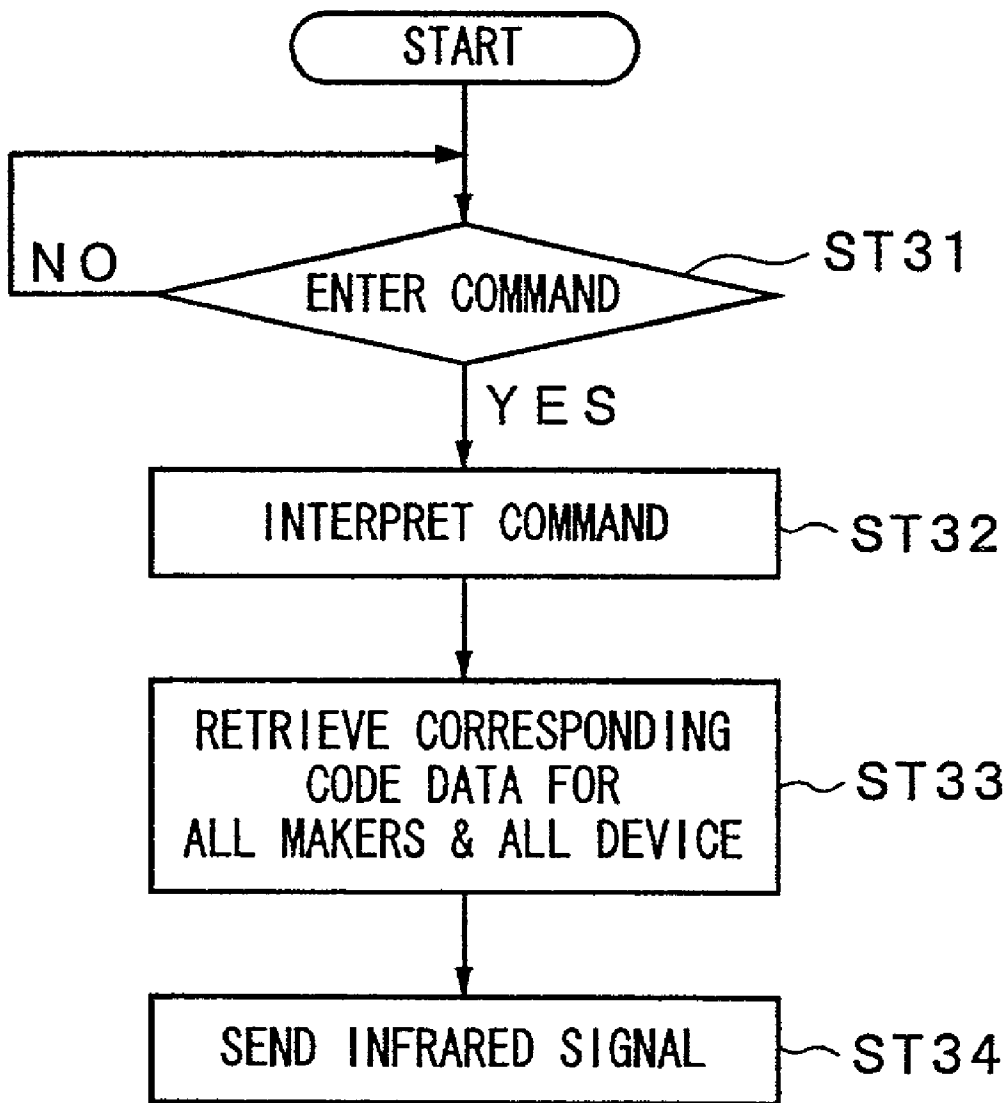 START
NO
ENTER COMMAND
ST31
YES
INTERPRET COMMAND
ST32
RETRIEVE CORRESPONDING
CODE DATA FOR
ALL MAKERS & ALL DEVICE
ST33
SEND INFRARED SIGNAL
ST34